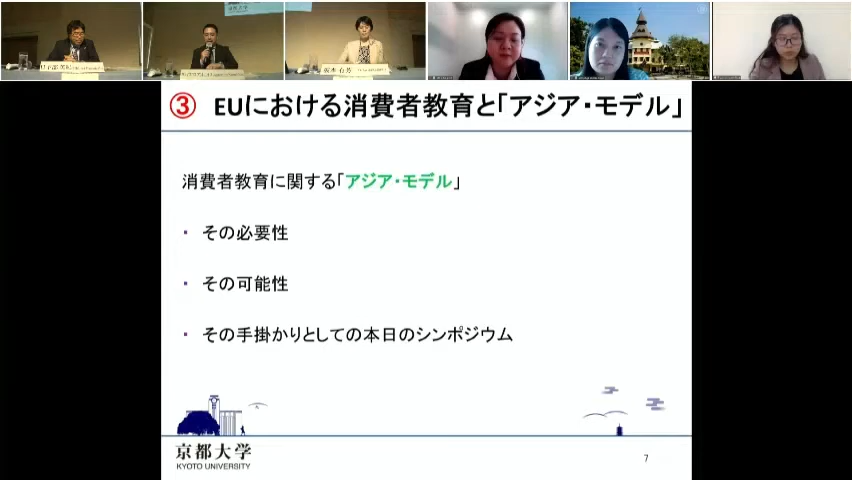 ③ EUにおける消費者教育と「アジア・モデル」
消費者教育に関する「アジア・モデル」
・ その必要性
・ その可能性
・ その手掛かりとしての本日のシンポジウム
京都大学
KYOTO UNIVERSITY
7